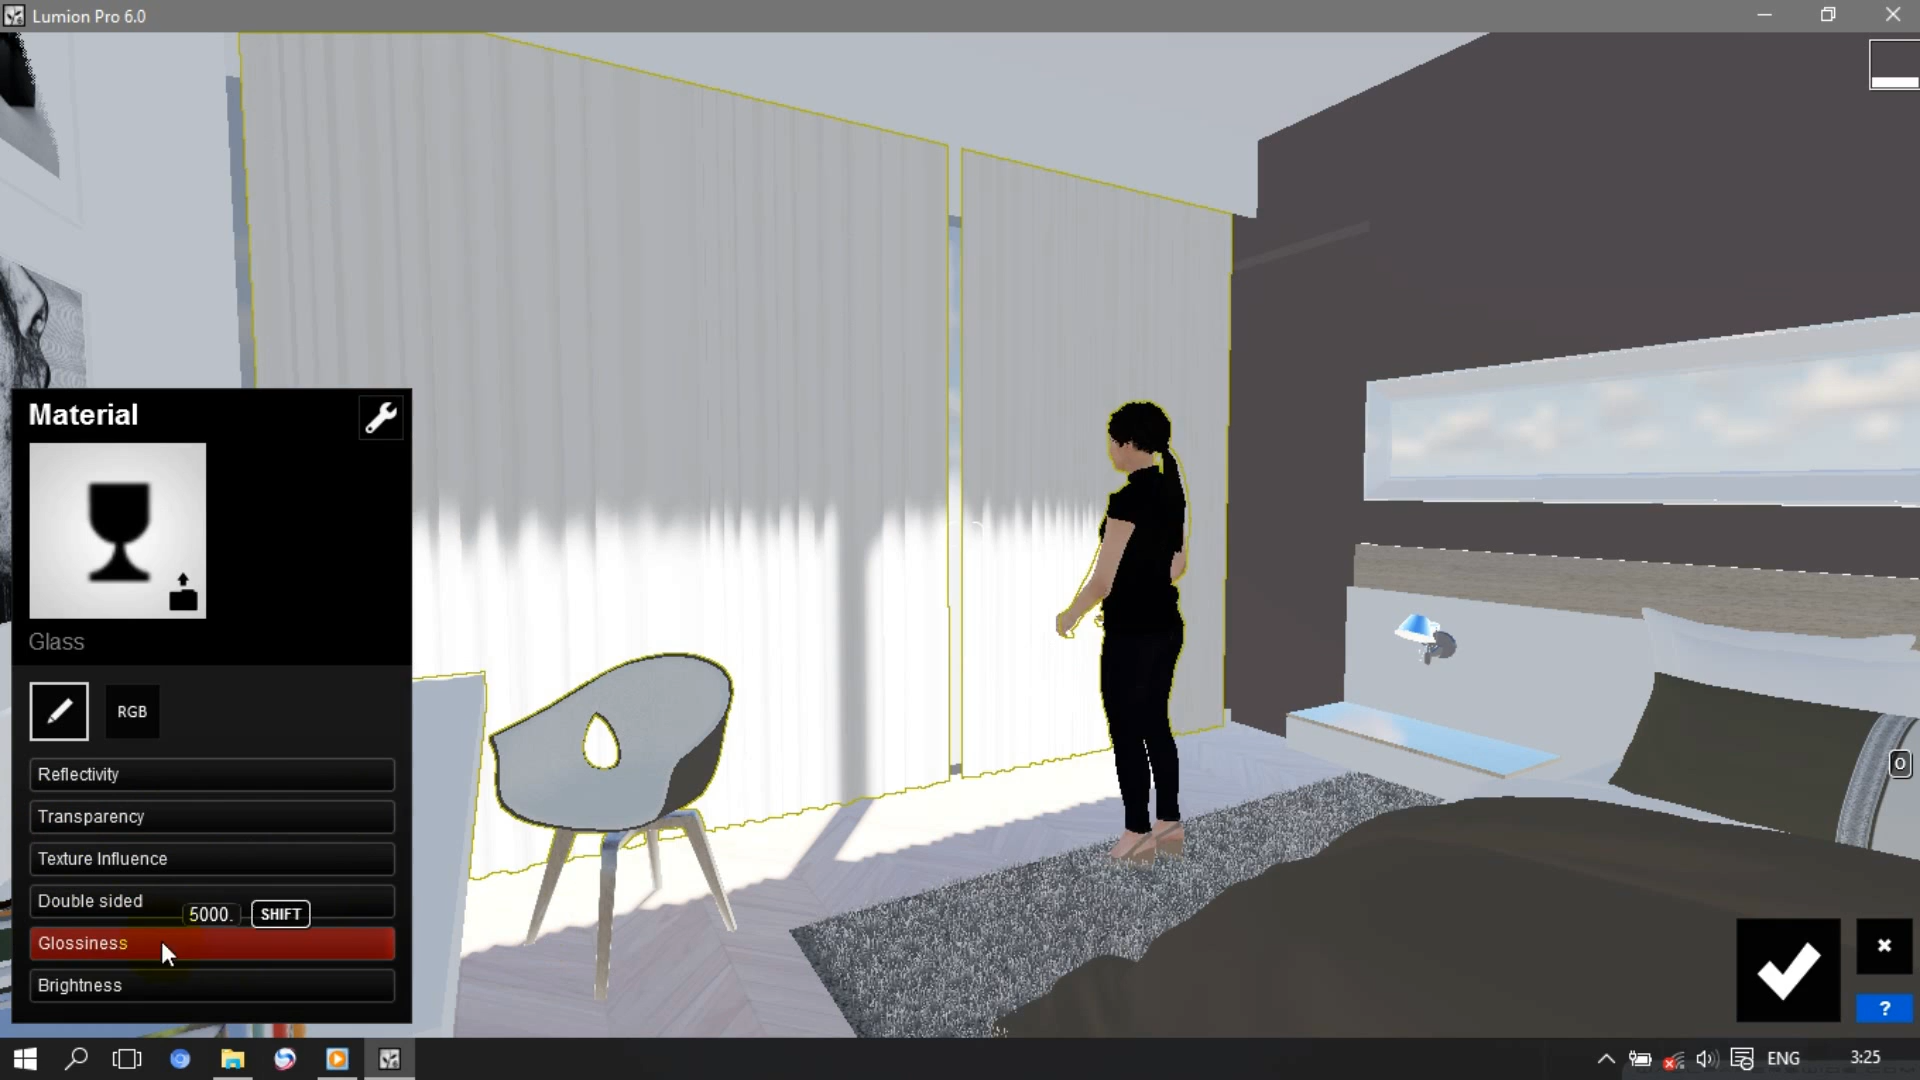 Lumion Pro 6.0
Material
Glass
RGB
Reflectivity
Transparency
Texture Influence
Double sided
5000.
SHIFT
Glossiness
Brightness
O
?
ENG
3:25